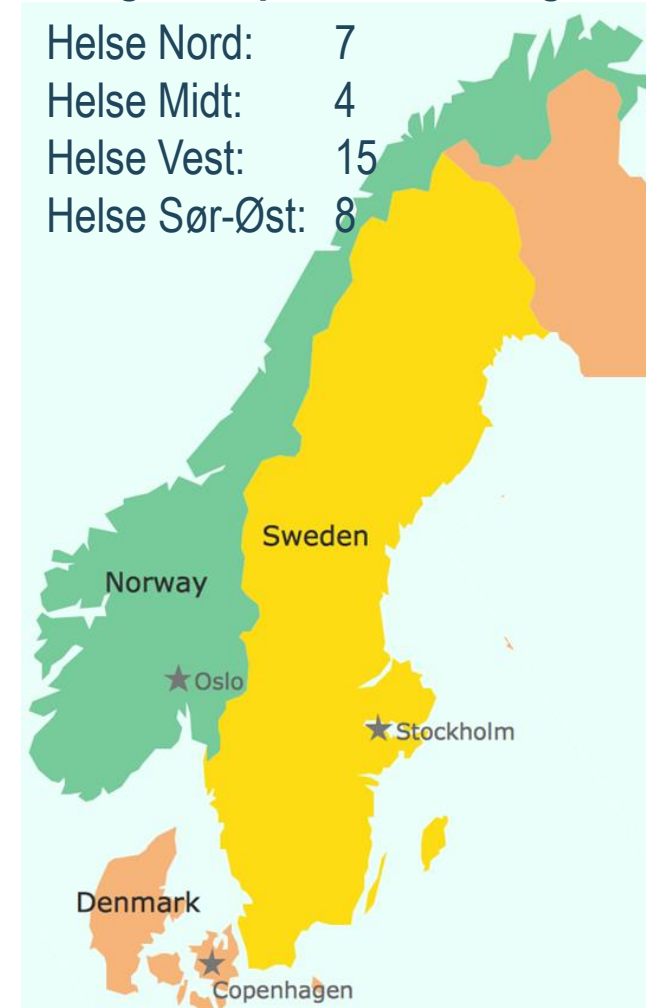 Helse Nord: 7
Helse Midt: 4
Helse Vest: 15
Helse Sør-Øst: 8
Sweden
Norway
Oslo
Stockholm
Denmark
Copenhagen